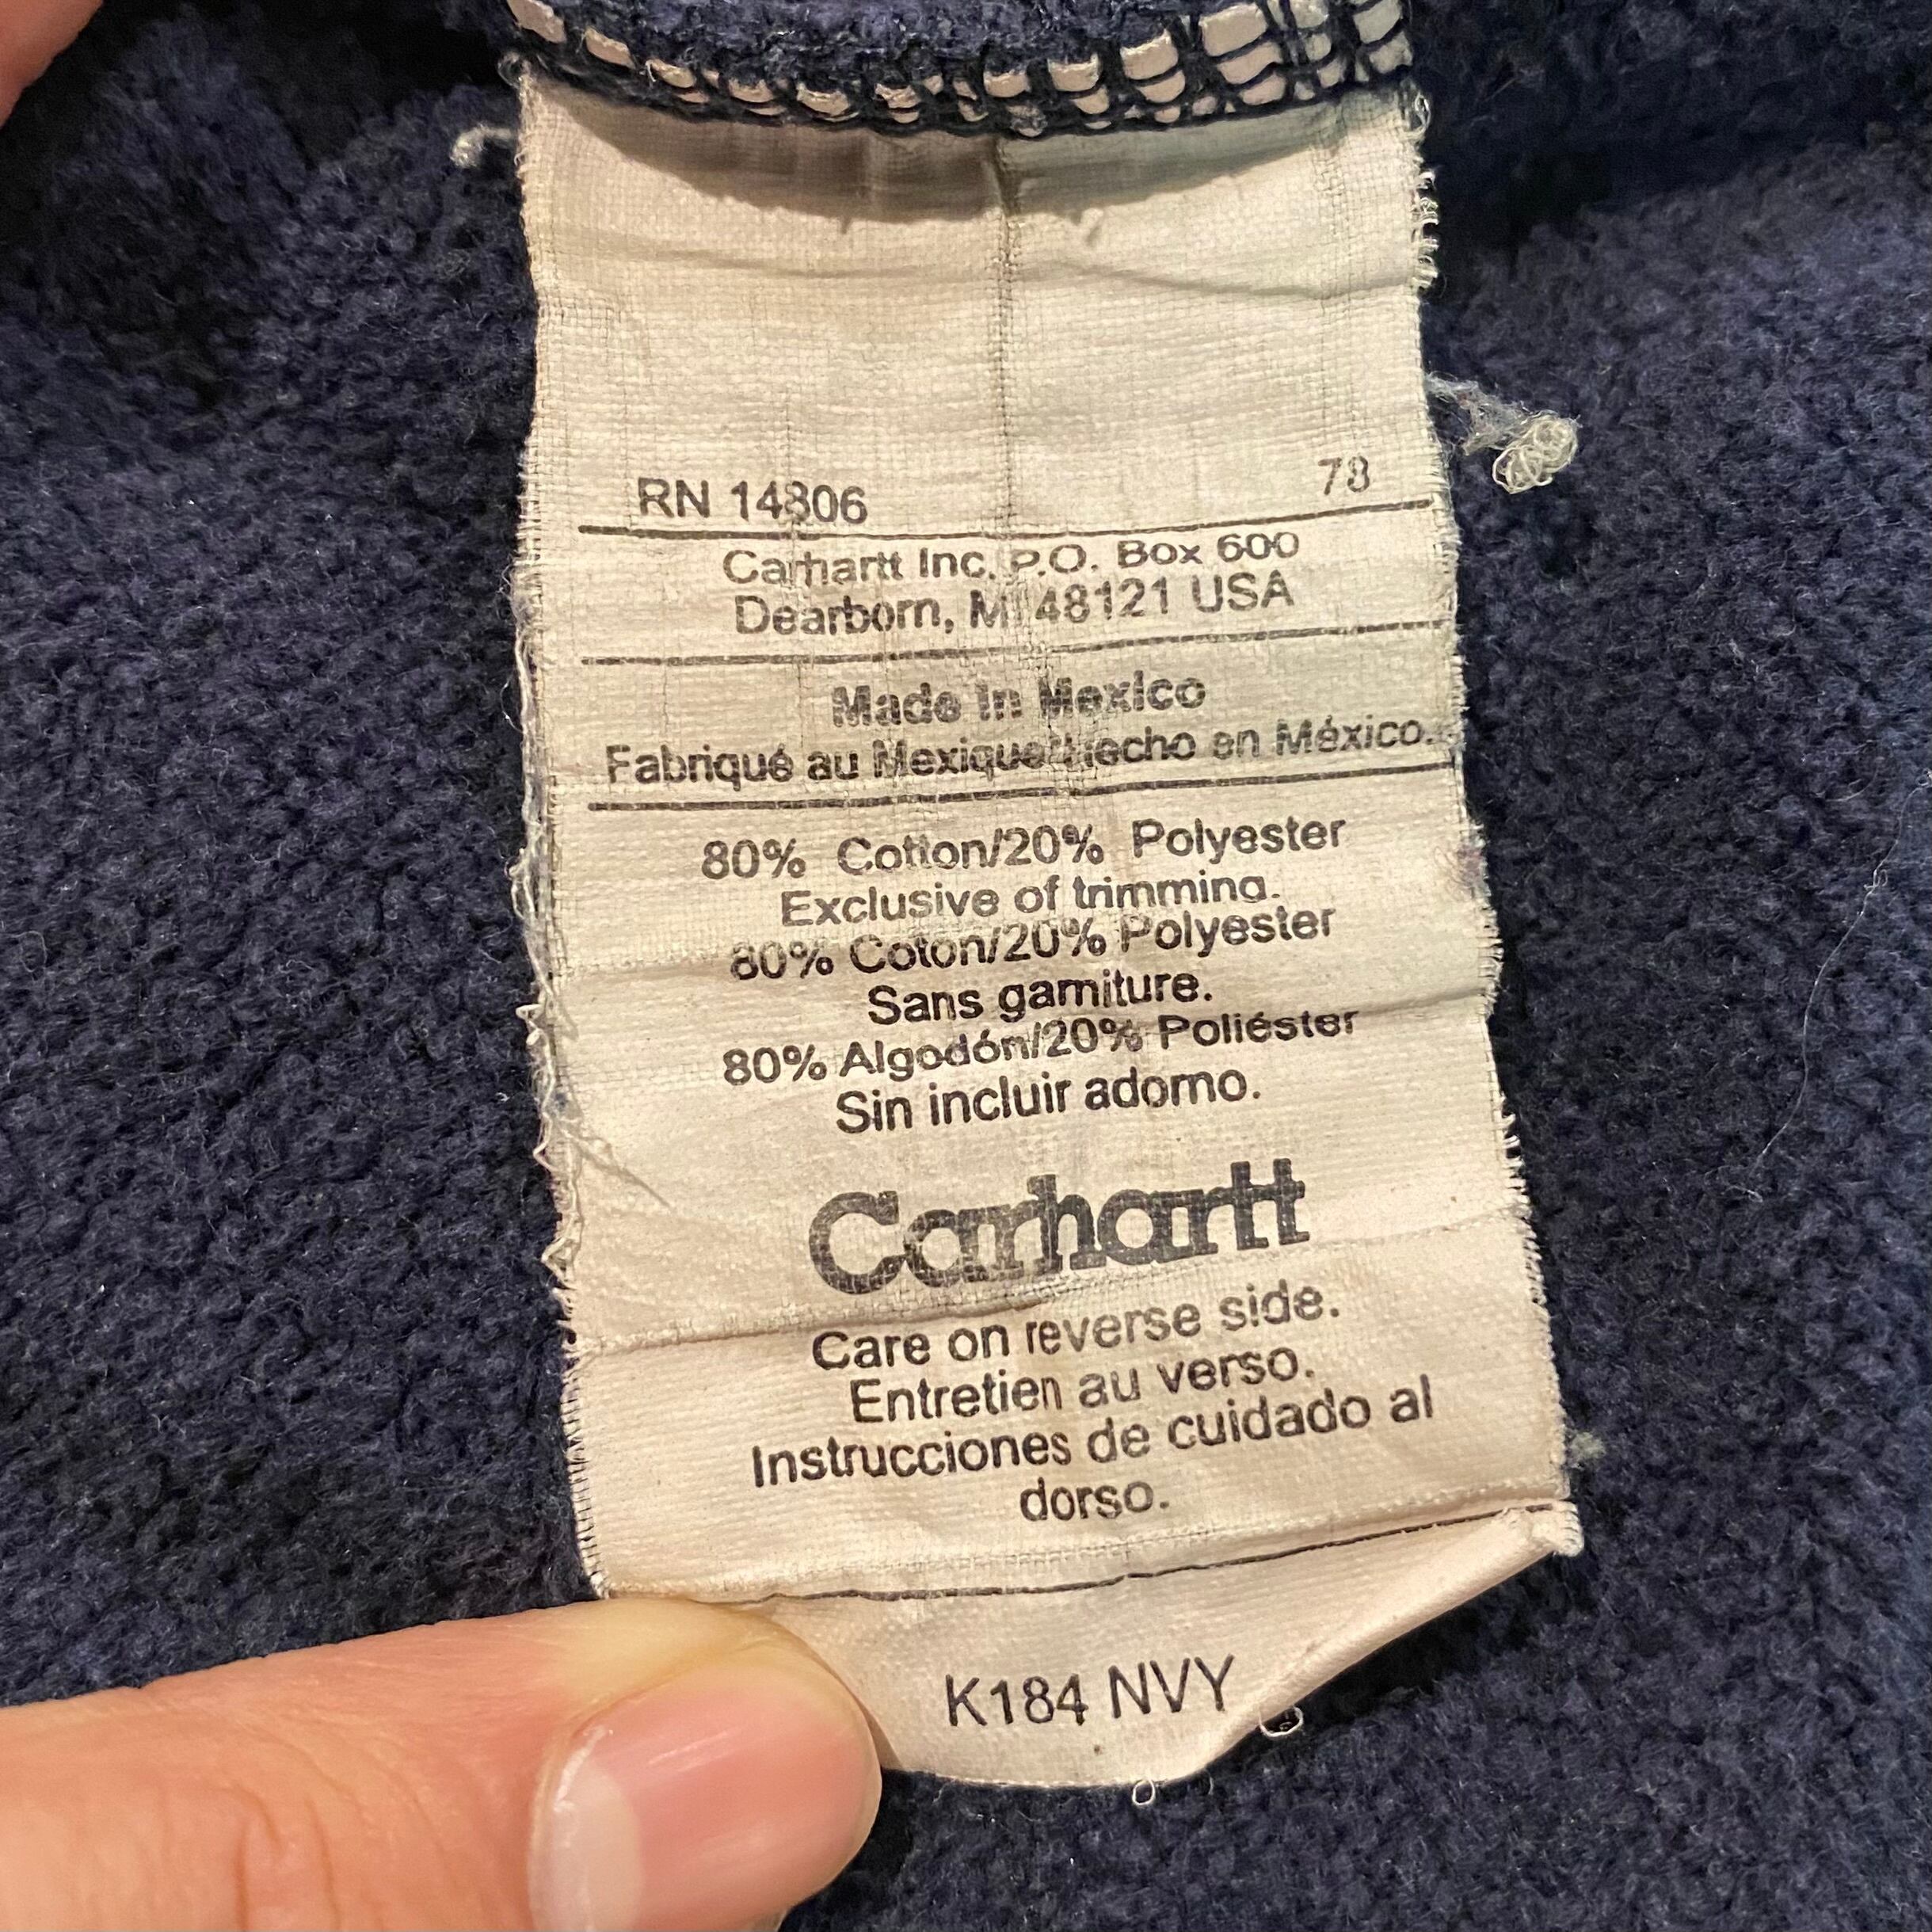 RN 14806 78
Carhartt Inc. P.O. Box 600
Dearborn, MI 48121 USA
Made in Mexico
Fabriqué au Mexique/Hecho en México.
80% Cotton/20% Polyester
Exclusive of trimming.
80% Coton/20% Polyester
Sans garniture.
80% Algodón/20% Poliéster
Sin incluir adorno.
Carhartt
Care on reverse side.
Entretien au verso.
Instrucciones de cuidado al
dorso.
K184 NVY